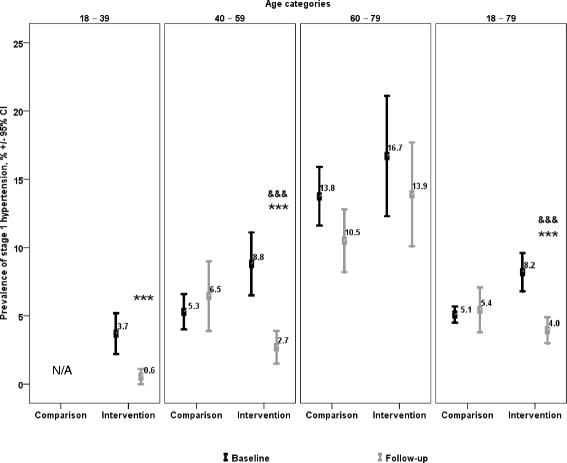 Age categories
18 – 39
40 – 59
60 – 79
18 – 79
Prevalence of stage 1 hypertension, % +/- 95% CI
25
20
15
10
5
0
N/A
3.7
0.6
***
5.3
6.5
8.8
2.7
&&&
***
13.8
10.5
16.7
13.9
5.1
5.4
8.2
4.0
&&&
***
Comparison Intervention
Comparison Intervention
Comparison Intervention
Comparison Intervention
Baseline
Follow-up